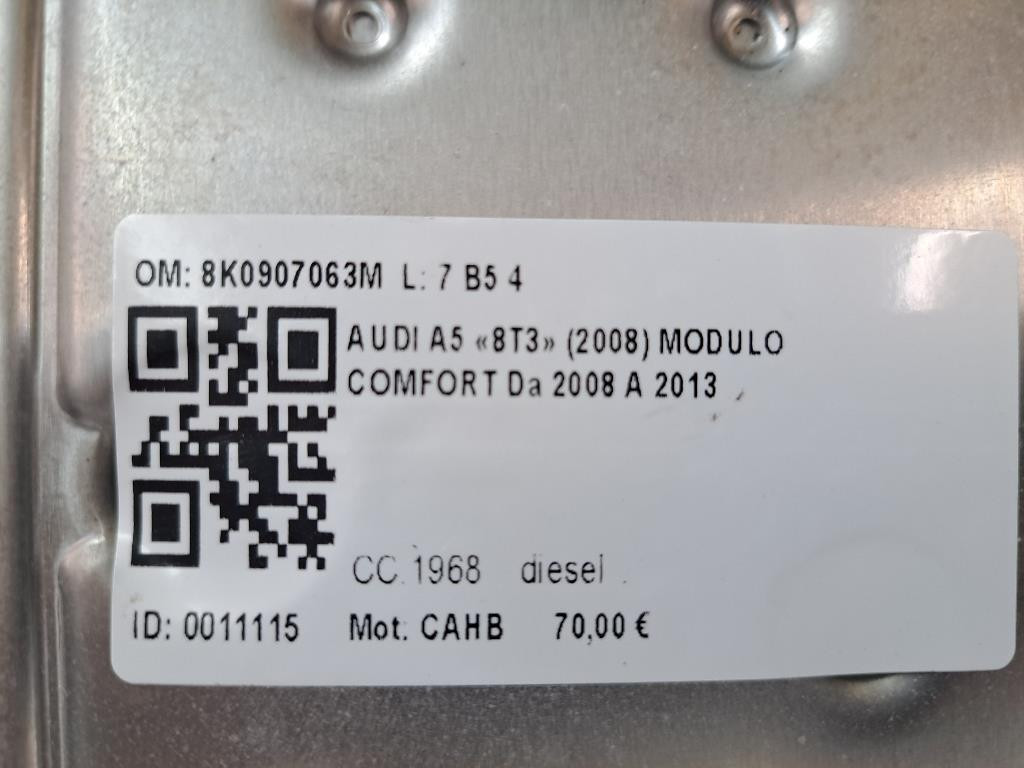 OM: 8K0907063M L: 7 B5 4
AUDI A5 «8T3» (2008) MODULO
COMFORT Da 2008 A 2013
CC. 1968 diesel
ID: 0011115 Mot: CAHB 70,00 €